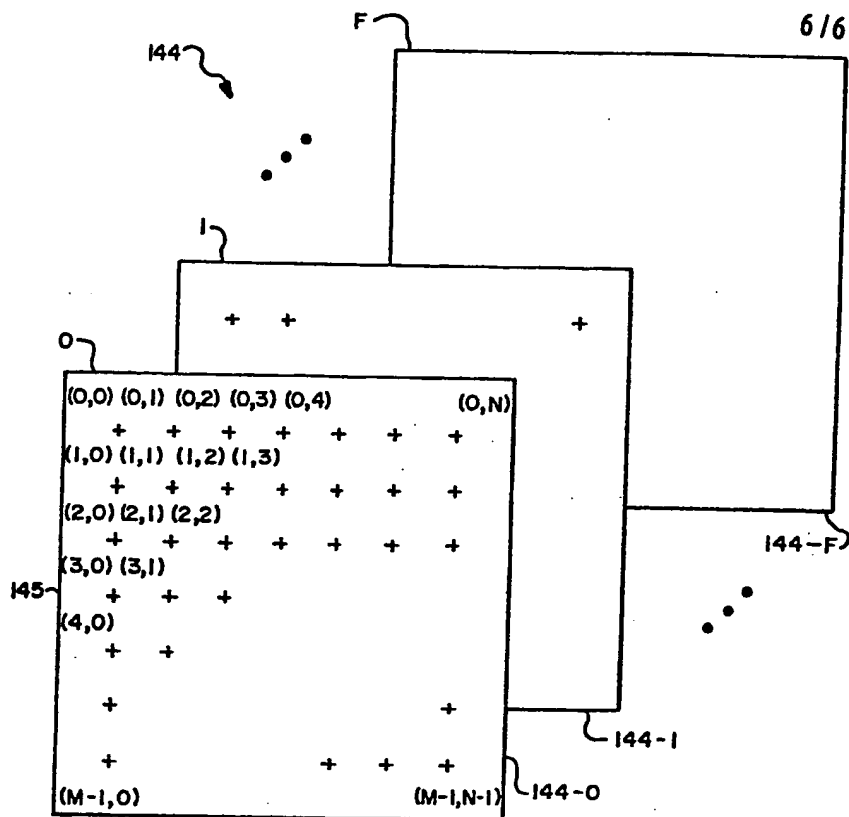 6/6
F
144
1
0
(0,0) (0,1) (0,2) (0,3) (0,4) (0,N)
+ + +
+ + + + + + +
(1,0) (1,1) (1,2) (1,3)
+ + + + + + +
(2,0) (2,1) (2,2)
+ + + + + + +
144-F
(3,0) (3,1)
145
+ + +
(4,0)
+ +
+ +
144-1
+ + + +
144-0
(M-1,0) (M-1,N-1)